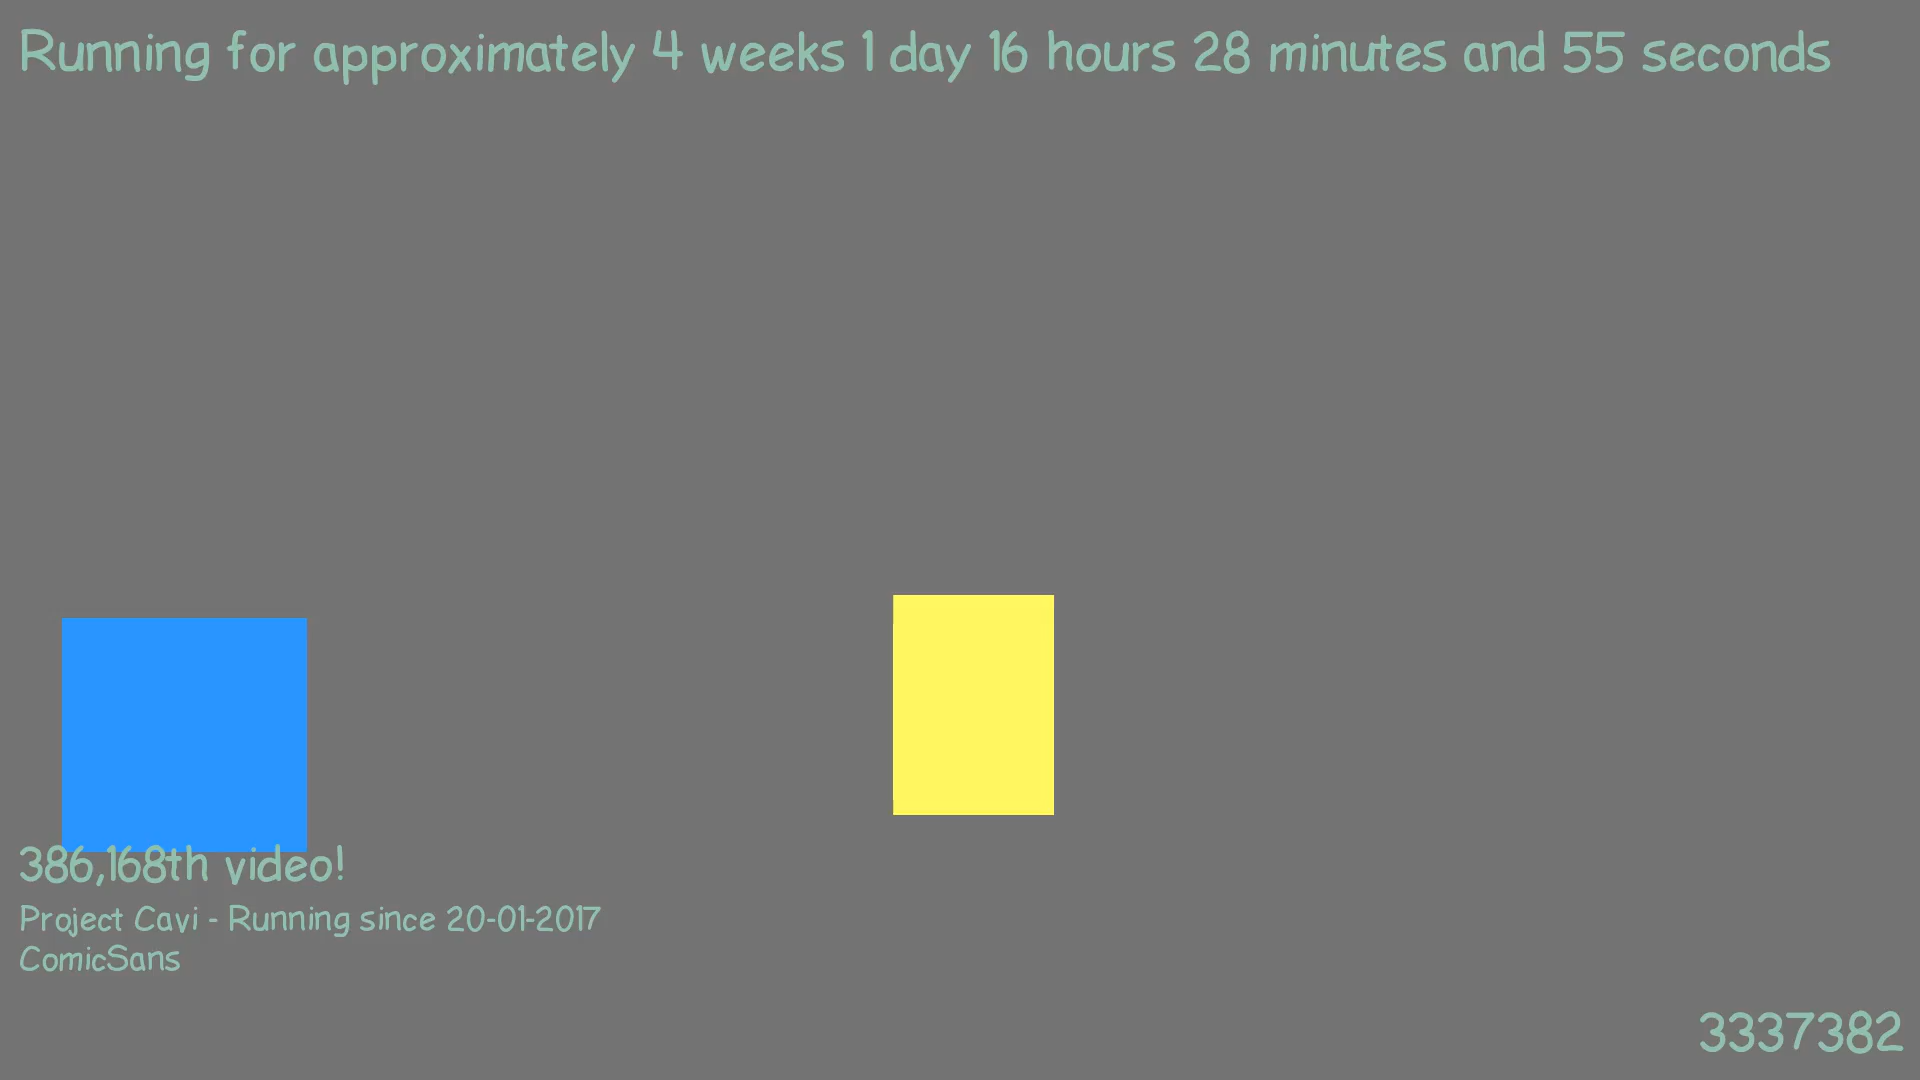 Running for approximately 4 weeks 1 day 16 hours 28 minutes and 55 seconds
386,168th video!
Project Cavi - Running since 20-01-2017
ComicSans
3337382